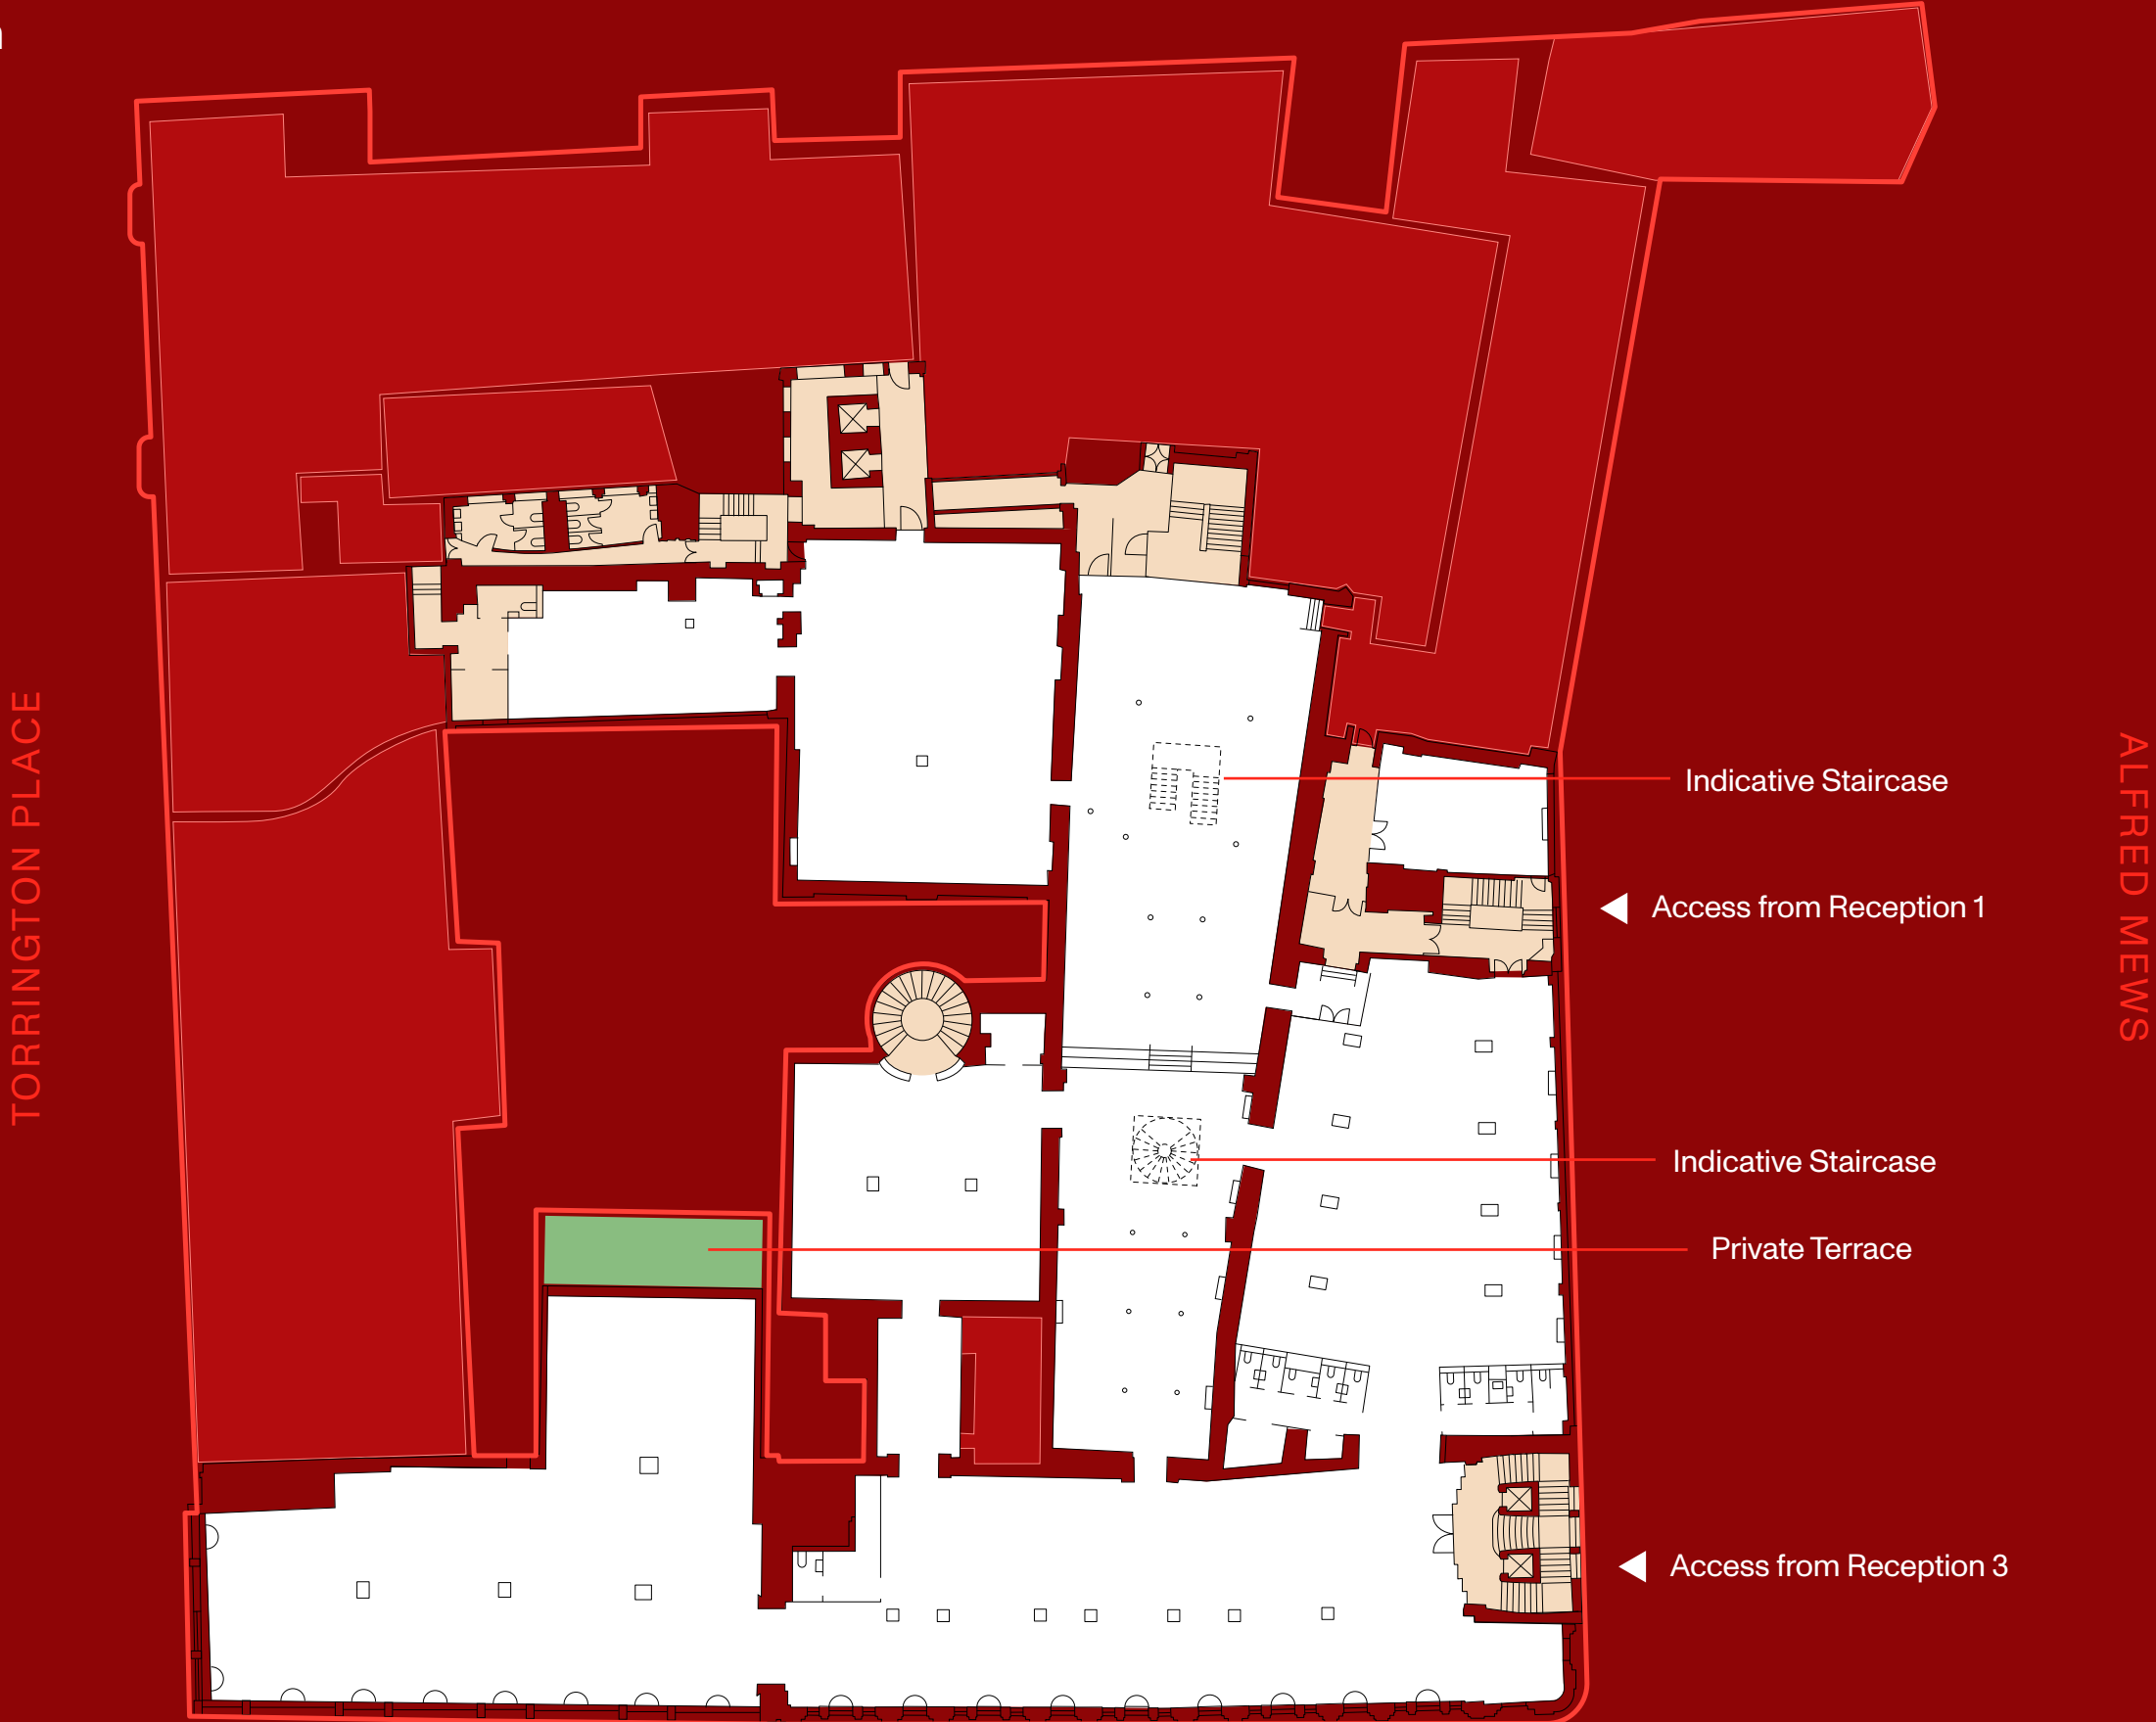 TORRINGTON PLACE
ALFRED MEWS
Indicative Staircase
Access from Reception 1
Indicative Staircase
Private Terrace
Access from Reception 3